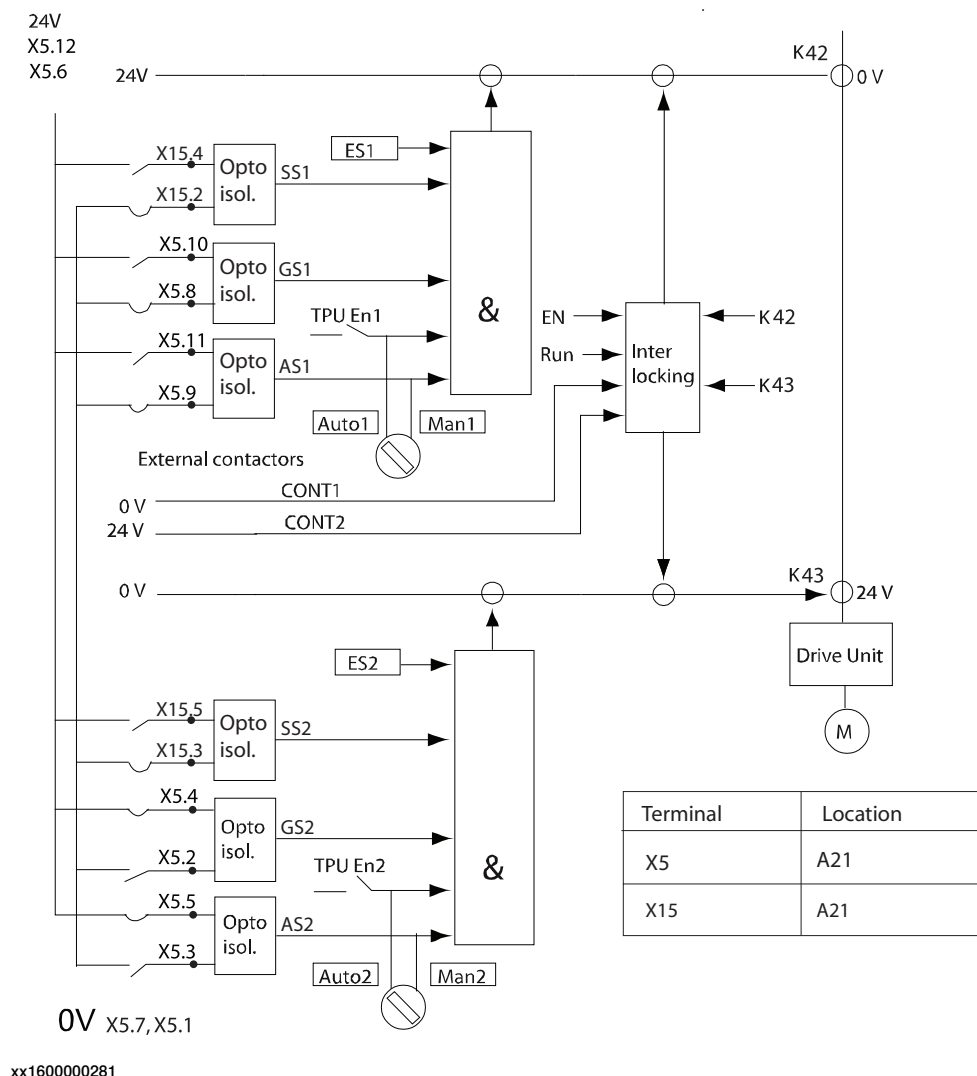 24V
X5.12
X5.6
24V
K42
0 V
ES1
X15.4
Opto
isol.
SS1
X15.2
X5.10
Opto
isol.
GS1
X5.8
&
TPU En1
EN
Inter
locking
K42
Run
K43
X5.11
Opto
isol.
AS1
X5.9
Auto1
Man1
External contactors
CONT1
0 V
CONT2
24 V
0 V
K43
24 V
ES2
Drive Unit
M
X15.5
Opto
isol.
SS2
X15.3
X5.4
Opto
isol.
GS2
X5.2
&
TPU En2
X5.5
Opto
isol.
AS2
X5.3
Auto2
Man2
Terminal Location
X5 A21
X15 A21
0V X5.7, X5.1
xx1600000281